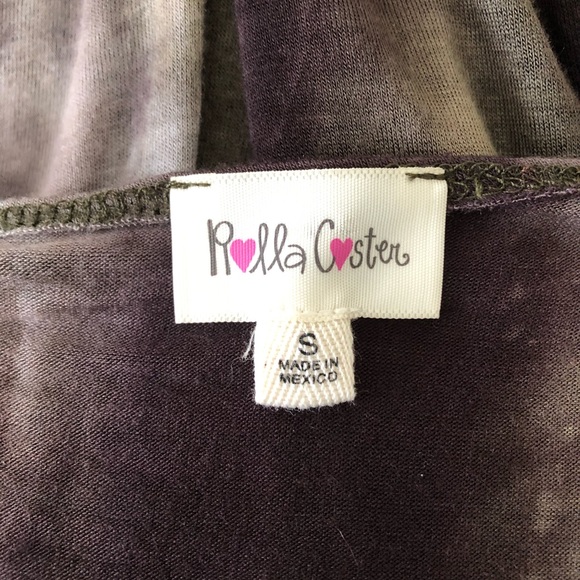 Rolla Coster
S
MADE IN
MEXICO